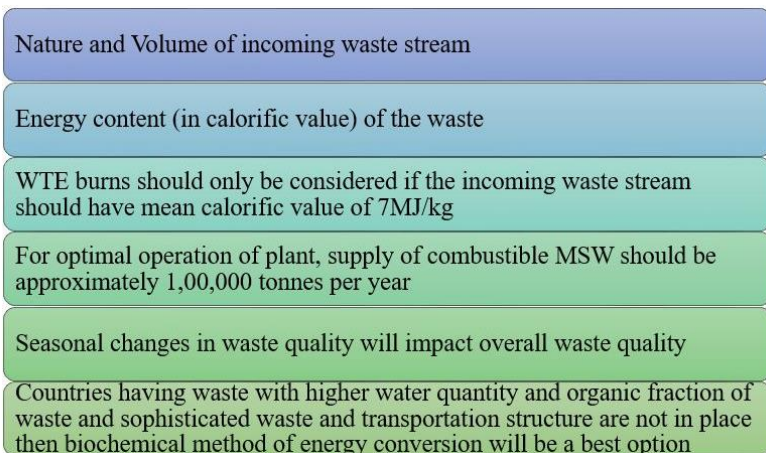 Nature and Volume of incoming waste stream
Energy content (in calorific value) of the waste
WTE burns should only be considered if the incoming waste stream
should have mean calorific value of 7MJ/kg
For optimal operation of plant, supply of combustible MSW should be
approximately 1,00,000 tonnes per year
Seasonal changes in waste quality will impact overall waste quality
Countries having waste with higher water quantity and organic fraction of
waste and sophisticated waste and transportation structure are not in place
then biochemical method of energy conversion will be a best option